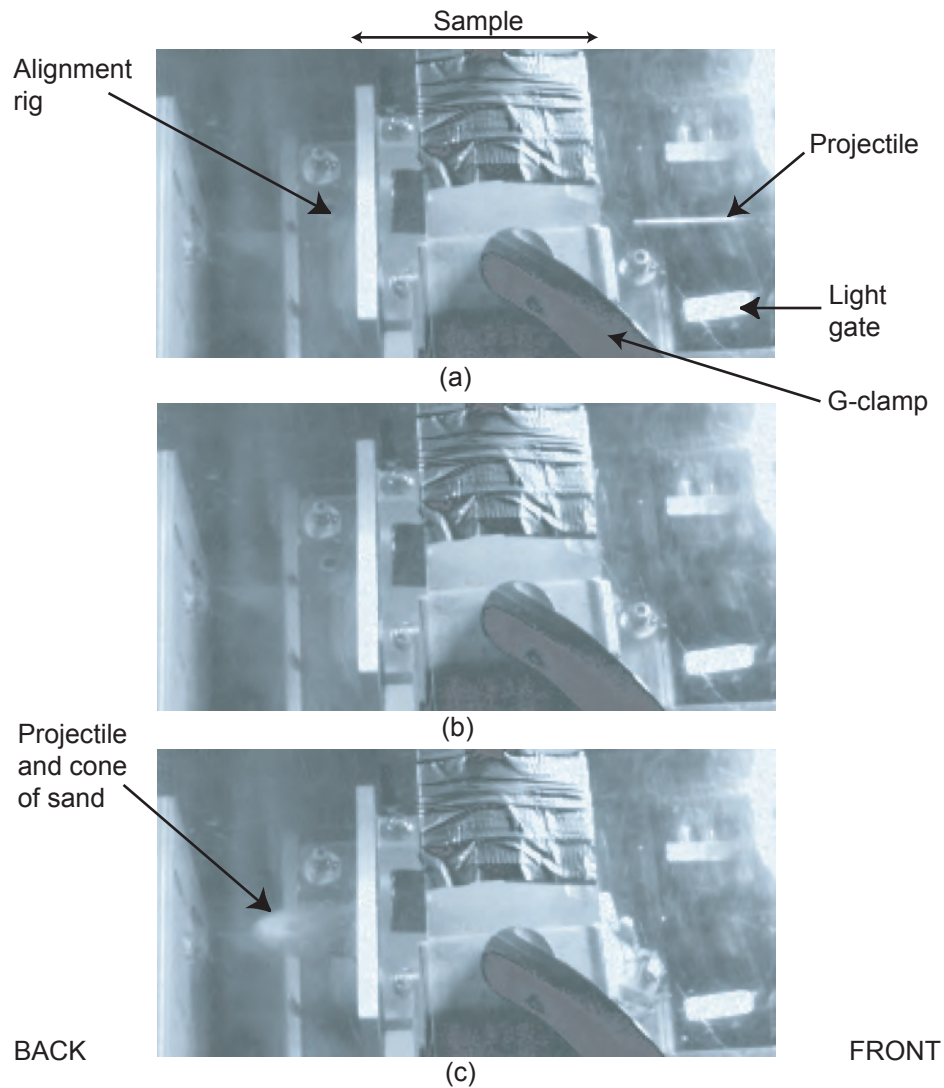 Sample
Alignment
rig
Projectile
Light
gate
G-clamp
(a)
(b)
Projectile
and cone
of sand
BACK
FRONT
(c)